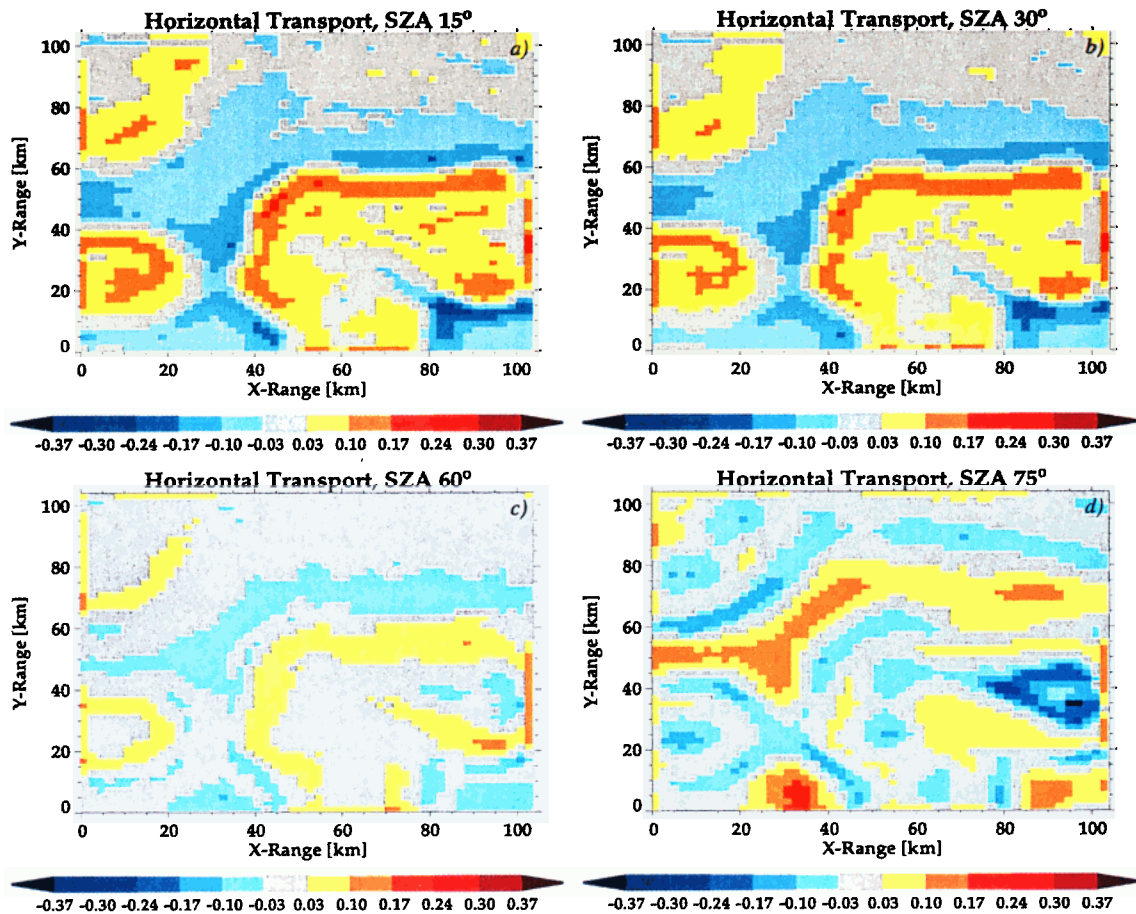 Horizontal Transport, SZA 15° Horizontal Transport, SZA 30°
a) b)
100 100
80 80
60 60
40 40
20 20
0 0
Y-Range [km] Y-Range [km]
0 20 40 60 80 100 0 20 40 60 80 100
X-Range [km] X-Range [km]
-0.37 -0.30 -0.24 -0.17 -0.10 -0.03 0.03 0.10 0.17 0.24 0.30 0.37 -0.37 -0.30 -0.24 -0.17 -0.10 -0.03 0.03 0.10 0.17 0.24 0.30 0.37
Horizontal Transport, SZA 60° Horizontal Transport, SZA 75°
c) d)
100 100
80 80
60 60
40 40
20 20
0 0
Y-Range [km] Y-Range [km]
0 20 40 60 80 100 0 20 40 60 80 100
X-Range [km] X-Range [km]
-0.37 -0.30 -0.24 -0.17 -0.10 -0.03 0.03 0.10 0.17 0.24 0.30 0.37 -0.37 -0.30 -0.24 -0.17 -0.10 -0.03 0.03 0.10 0.17 0.24 0.30 0.37